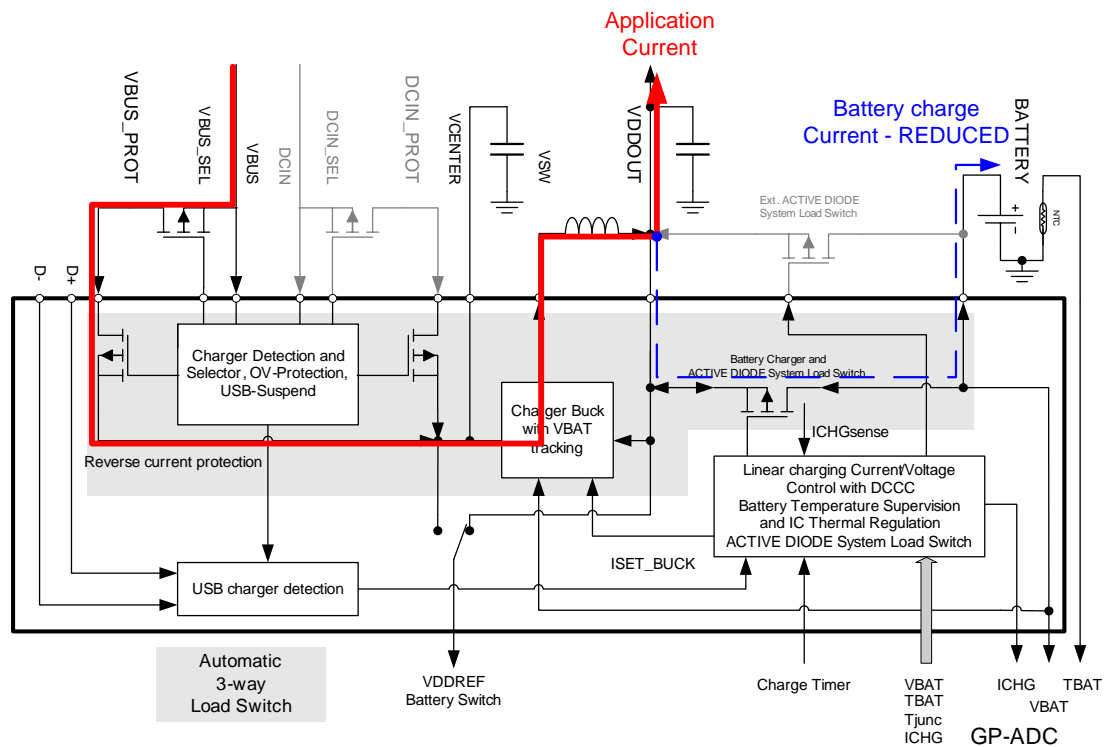 Application
Current
Battery charge
Current - REDUCED
VBUS_PROT
VBUS_SEL
VBUS
DCIN
DCIN_SEL
DCIN_PROT
VCENTER
VSW
VDDOUT
BATTERY
+
NTC
Ext. ACTIVE DIODE
System Load Switch
D-
D+
Charger Detection and
Selector, OV-Protection,
USB-Suspend
Battery Charger and
ACTIVE DIODE System Load Switch
Charger Buck
with VBAT
tracking
ICHGsense
Reverse current protection
Linear charging Current/Voltage
Control with DCCC
Battery Temperature Supervision
and IC Thermal Regulation
ACTIVE DIODE System Load Switch
ISET_BUCK
USB charger detection
Automatic
3-way
Load Switch
VDDREF
Battery Switch
Charge Timer
VBAT
TBAT
Tjunc
ICHG
ICHG
VBAT
TBAT
GP-ADC